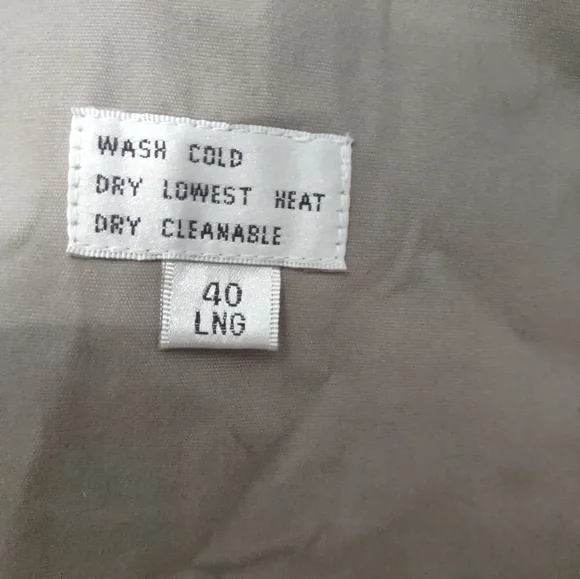 WASH COLD
DRY LOWEST HEAT
DRY CLEANABLE
40
LNG